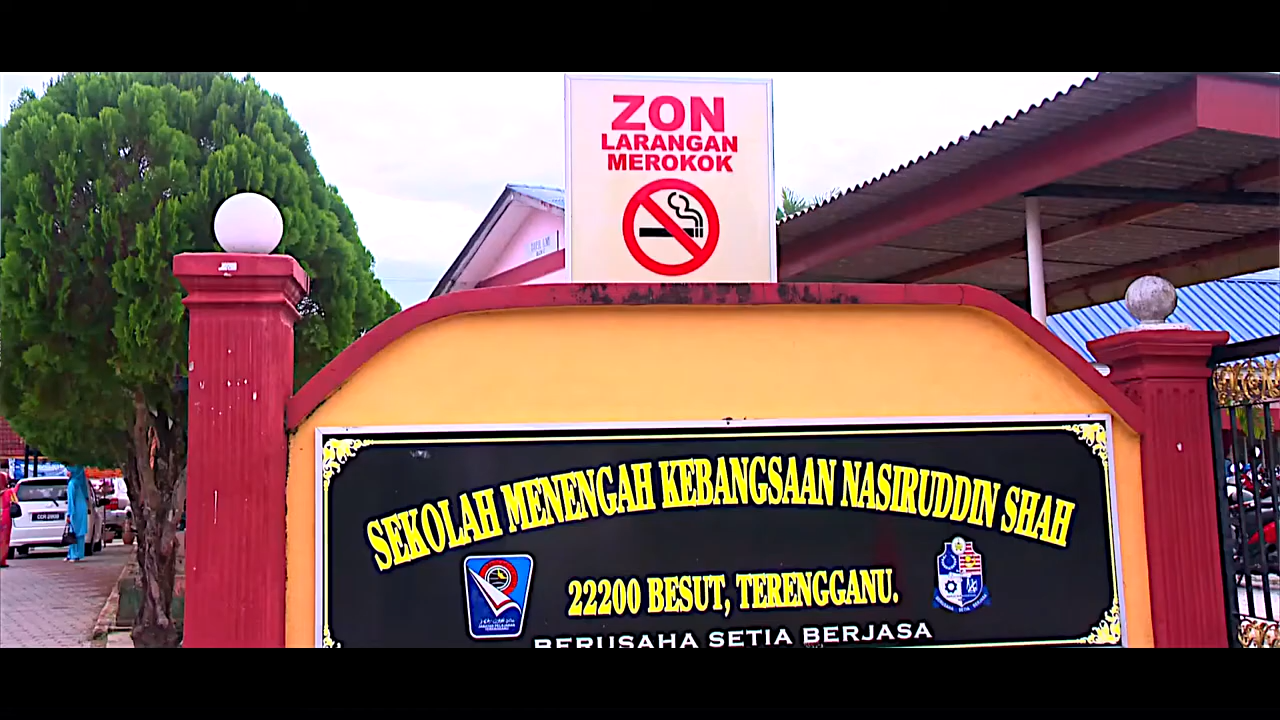 ZON
LARANGAN
MEROKOK
SEKOLAH MENENGAH KEBANGSAAN NASIRUDDIN SHAH
22200 BESUT, TERENGGANU.
BERUSAHA SETIA BERJASA